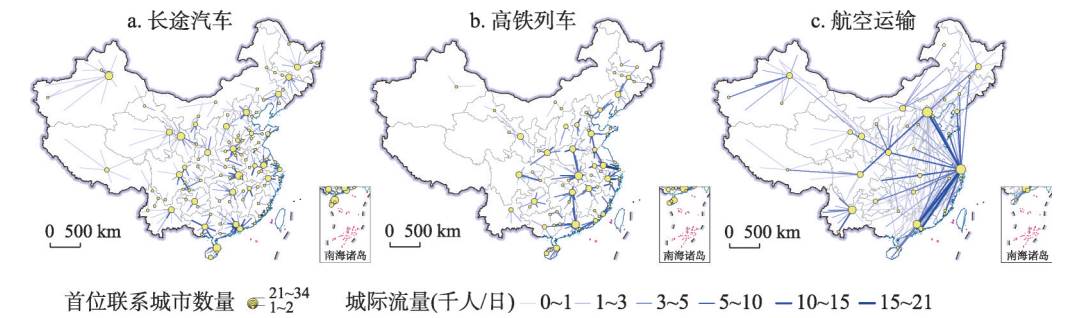 a. 长途汽车
b. 高铁列车
c. 航空运输
0 500 km
南海诸岛
0 500 km
南海诸岛
0 500 km
南海诸岛
首位联系城市数量 21~34 1~2 城际流量(千人/日) 0~1 1~3 3~5 5~10 10~15 15~21